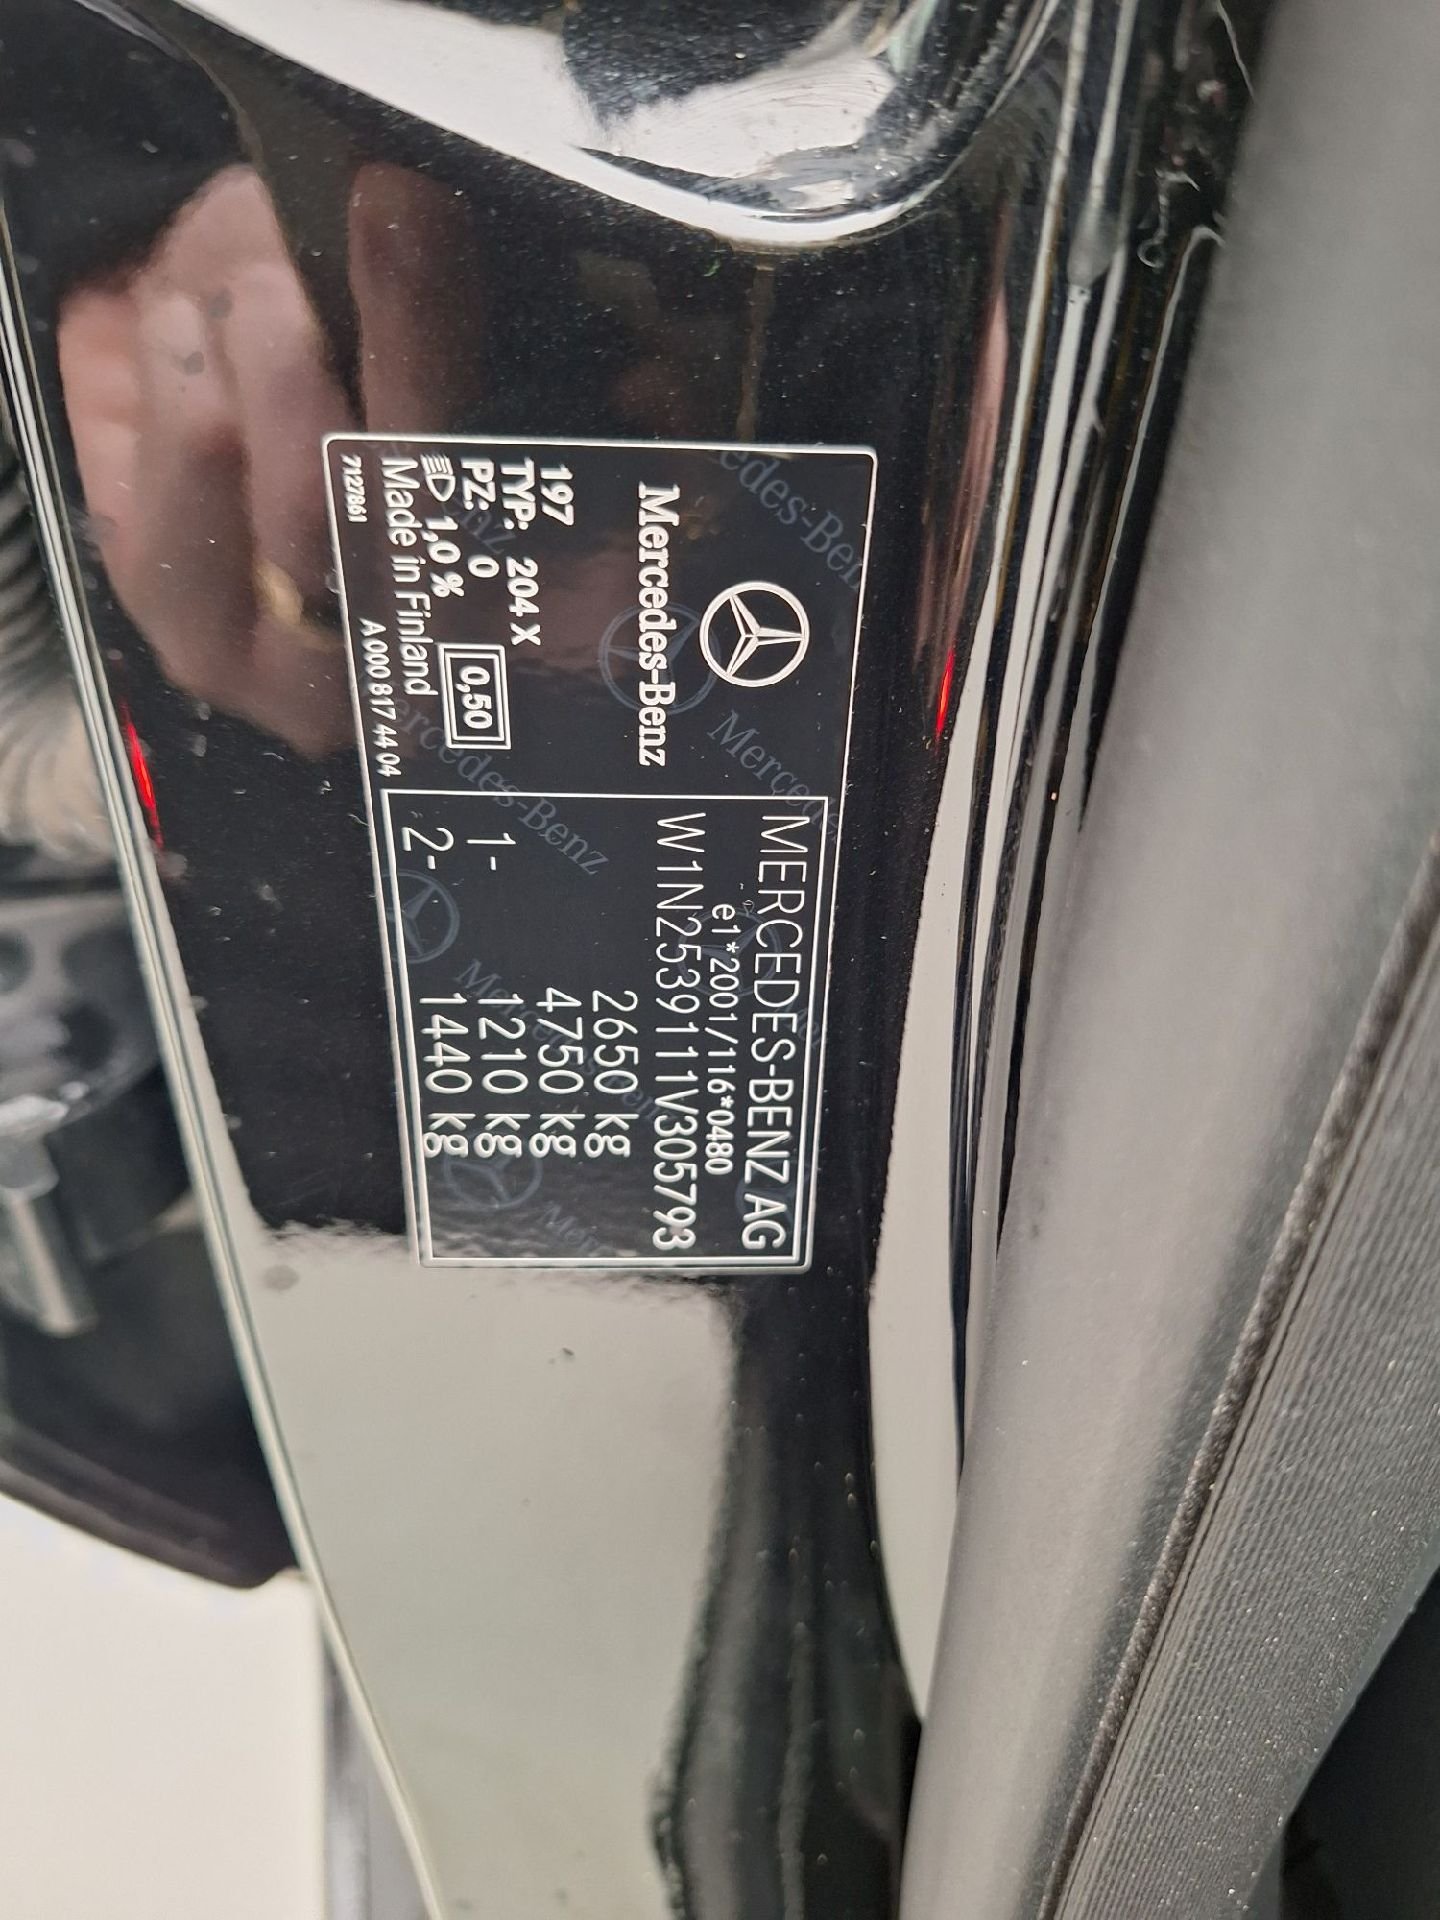 Mercedes-Benz
197
TYP: 204 X
PZ: 0
1,0 %
0,50
Made in Finland
7127861
A 000 817 44 04
MERCEDES-BENZ AG
e1*2001/116*0480
W1N2539111V305793
2650 kg
4750 kg
1- 1210 kg
2- 1440 kg